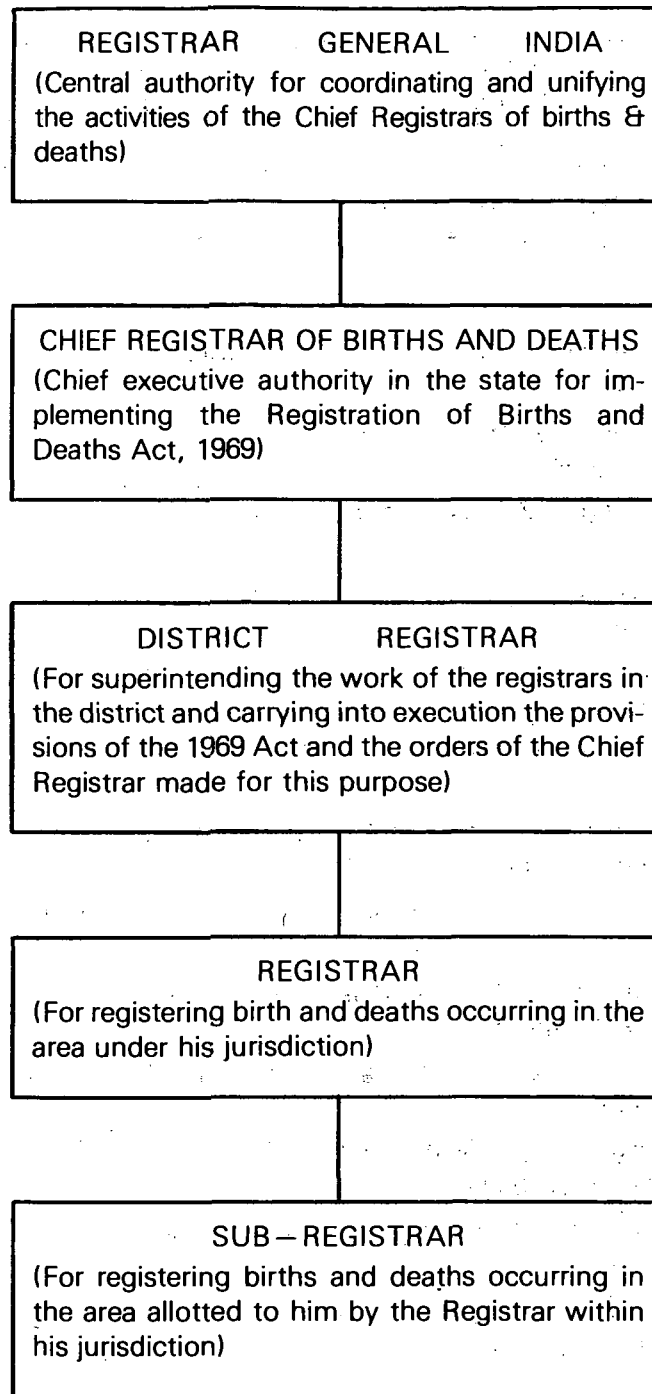 REGISTRAR GENERAL INDIA
(Central authority for coordinating and unifying
the activities of the Chief Registrars of births &
deaths)
CHIEF REGISTRAR OF BIRTHS AND DEATHS
(Chief executive authority in the state for im-
plementing the Registration of Births and
Deaths Act, 1969)
DISTRICT REGISTRAR
(For superintending the work of the registrars in
the district and carrying into execution the provi-
sions of the 1969 Act and the orders of the Chief
Registrar made for this purpose)
REGISTRAR
(For registering birth and deaths occurring in the
area under his jurisdiction)
SUB–REGISTRAR
(For registering births and deaths occurring in
the area allotted to him by the Registrar within
his jurisdiction)